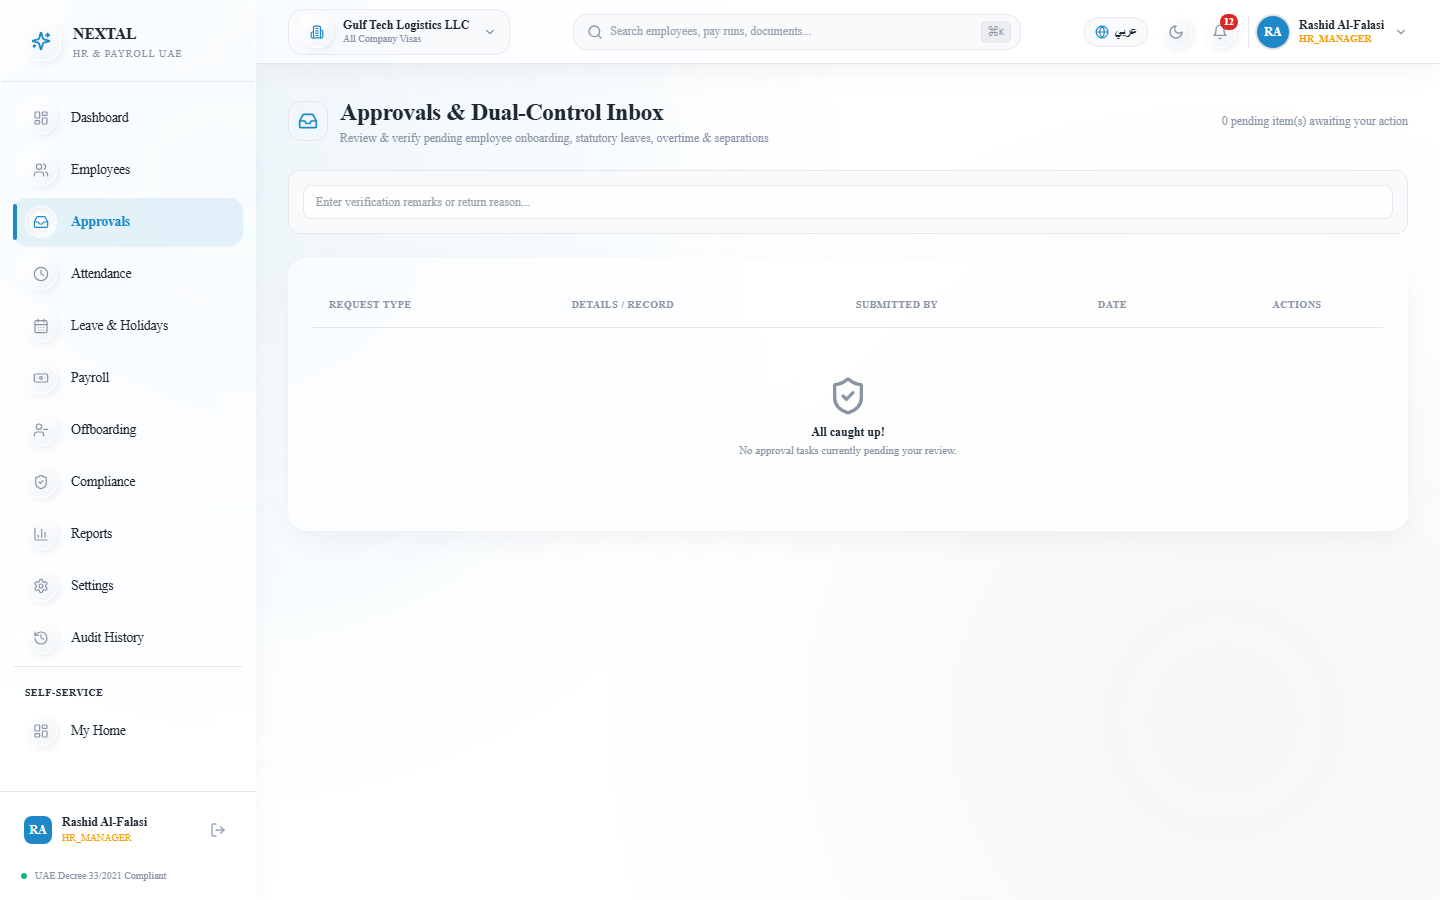 NEXTAL
HR & PAYROLL UAE
Dashboard
Employees
Approvals
Attendance
Leave & Holidays
Payroll
Offboarding
Compliance
Reports
Settings
Audit History
SELF-SERVICE
My Home
Rashid Al-Falasi
HR_MANAGER
UAE Decree 33/2021 Compliant
Gulf Tech Logistics LLC
All Company Visas
Search employees, pay runs, documents...
⌘K
عربي
12
RA
Rashid Al-Falasi
HR_MANAGER
Approvals & Dual-Control Inbox
Review & verify pending employee onboarding, statutory leaves, overtime & separations
0 pending item(s) awaiting your action
Enter verification remarks or return reason...
REQUEST TYPE DETAILS / RECORD SUBMITTED BY DATE ACTIONS
All caught up!
No approval tasks currently pending your review.
RA